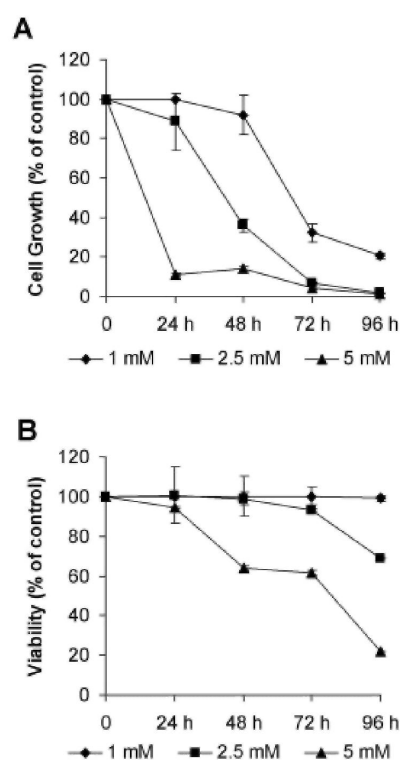 A
Cell Growth (% of control)
120
100
80
60
40
20
0
0 24 h 48 h 72 h 96 h
1 mM 2.5 mM 5 mM
B
Viability (% of control)
120
100
80
60
40
20
0
0 24 h 48 h 72 h 96 h
1 mM 2.5 mM 5 mM